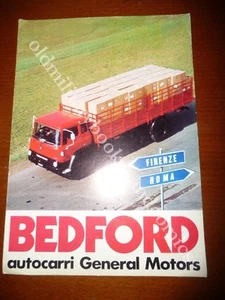 FIRENZE
ROMA
BEDFORD
autocarri General Motors